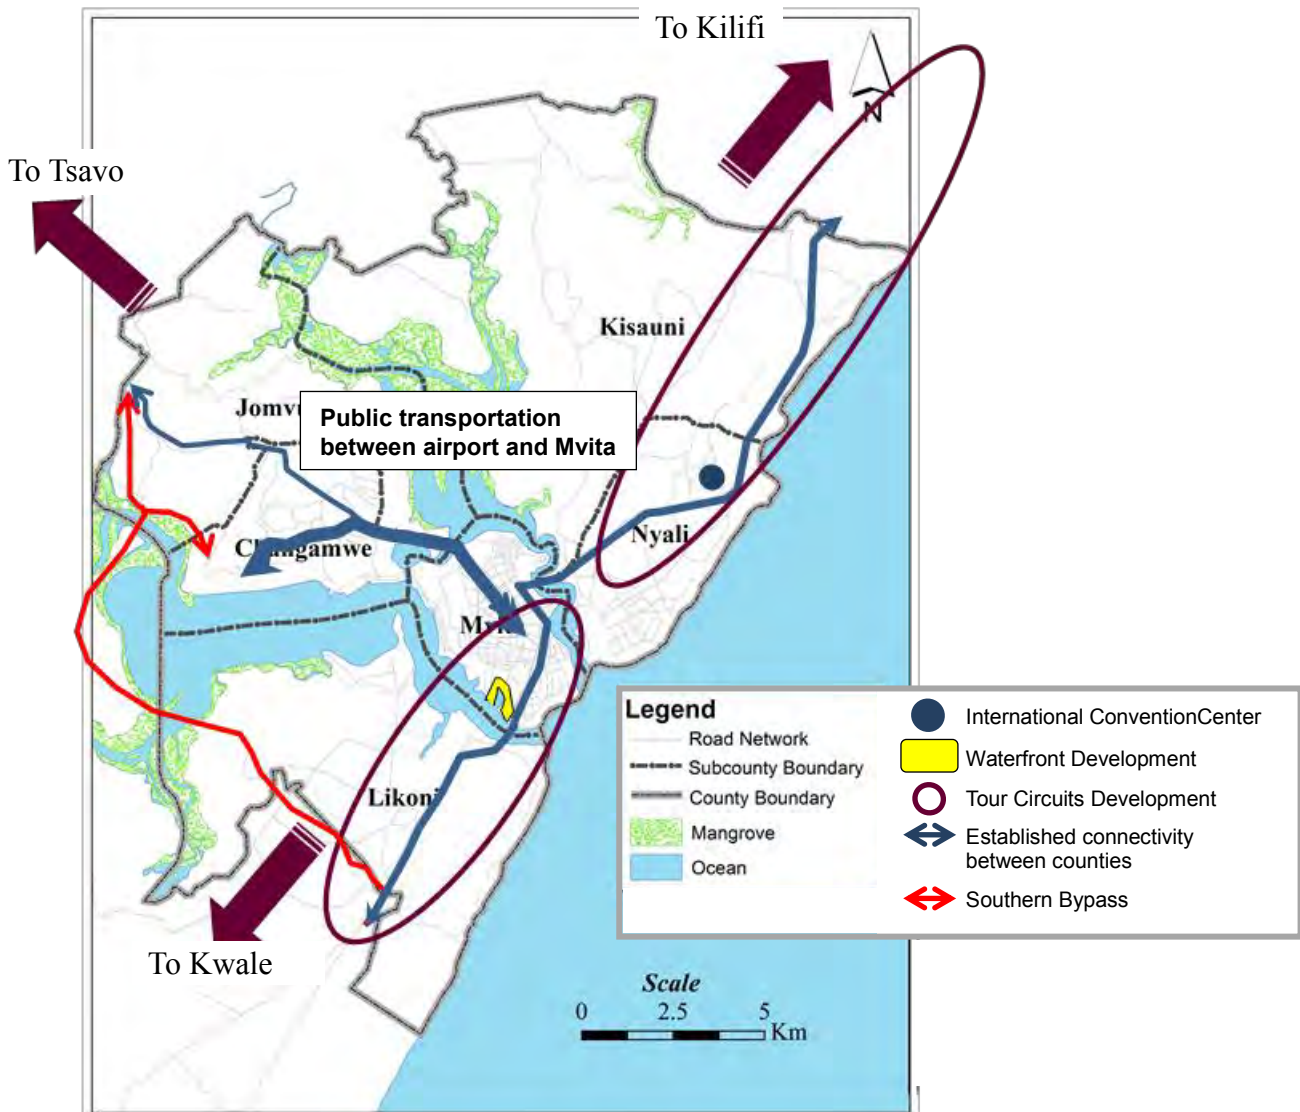 To Kilifi
N
To Tsavo
Kisauni
Public transportation
between airport and Mvita
Nyali
Likoni
To Kwale
Legend
Road Network
Subcounty Boundary
County Boundary
Mangrove
Ocean
International ConventionCenter
Waterfront Development
Tour Circuits Development
Established connectivity
between counties
Southern Bypass
Scale
0 2.5 5
Km